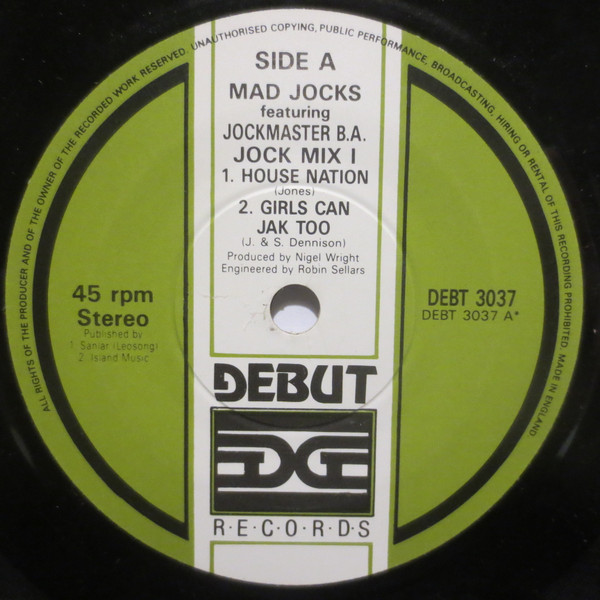 ALL RIGHTS OF THE PRODUCER AND OF THE OWNER OF THE RECORDED WORK RESERVED. UNAUTHORISED COPYING, PUBLIC PERFORMANCE, BROADCASTING, HIRING OR RENTAL OF THIS RECORDING PROHIBITED. MADE IN ENGLAND
SIDE A
MAD JOCKS
featuring
JOCKMASTER B.A.
JOCK MIX I
1. HOUSE NATION
(Jones)
2. GIRLS CAN
JAK TOO
(J. & S. Dennison)
Produced by Nigel Wright
Engineered by Robin Sellars
45 rpm
Stereo
Published by
1. Saniar (Leosong)
2. Island Music
DEBT 3037
DEBT 3037 A*
DEBUT
R·E·C·O·R·D·S